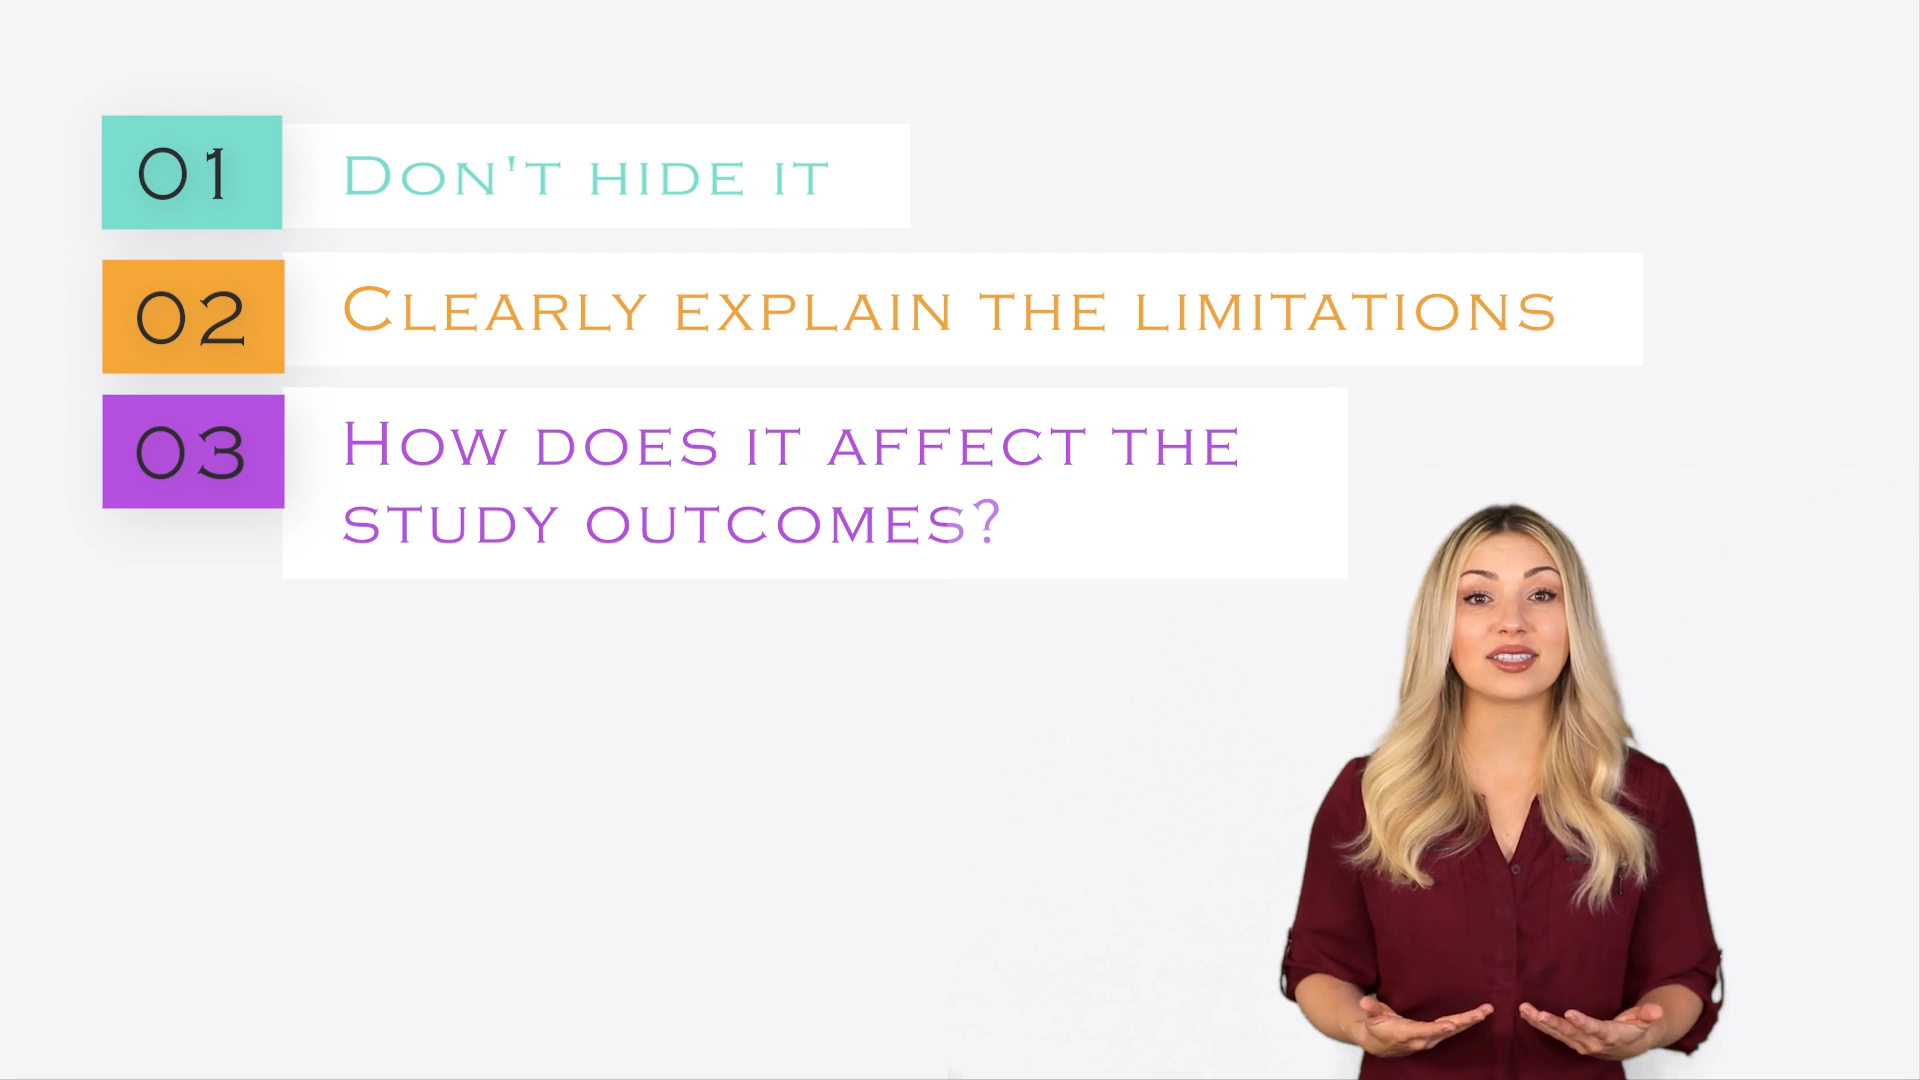 01 Don't hide it
02 Clearly explain the limitations
03 How does it affect the
study outcomes?